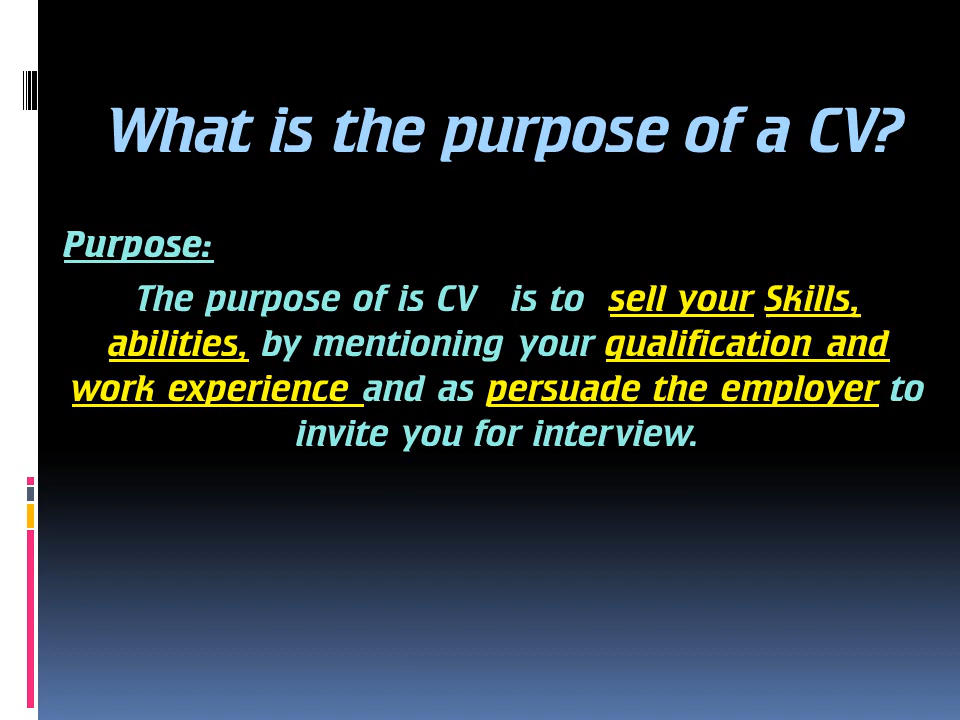 What is the purpose of a CV?
Purpose:
The purpose of is CV is to sell your Skills,
abilities, by mentioning your qualification and
work experience and as persuade the employer to
invite you for interview.